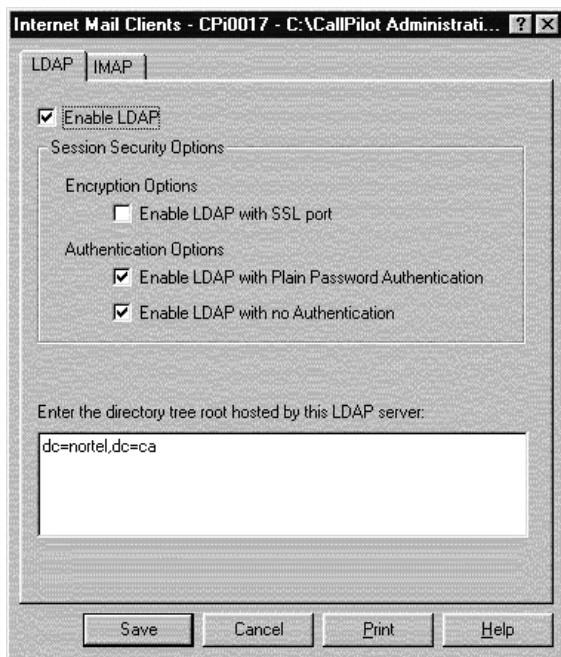 Internet Mail Clients - CPi0017 - C:\CallPilot Administrati...
LDAP IMAP
Enable LDAP
Session Security Options
Encryption Options
Enable LDAP with SSL port
Authentication Options
Enable LDAP with Plain Password Authentication
Enable LDAP with no Authentication
Enter the directory tree root hosted by this LDAP server:
dc=nortel,dc=ca
Save Cancel Print Help